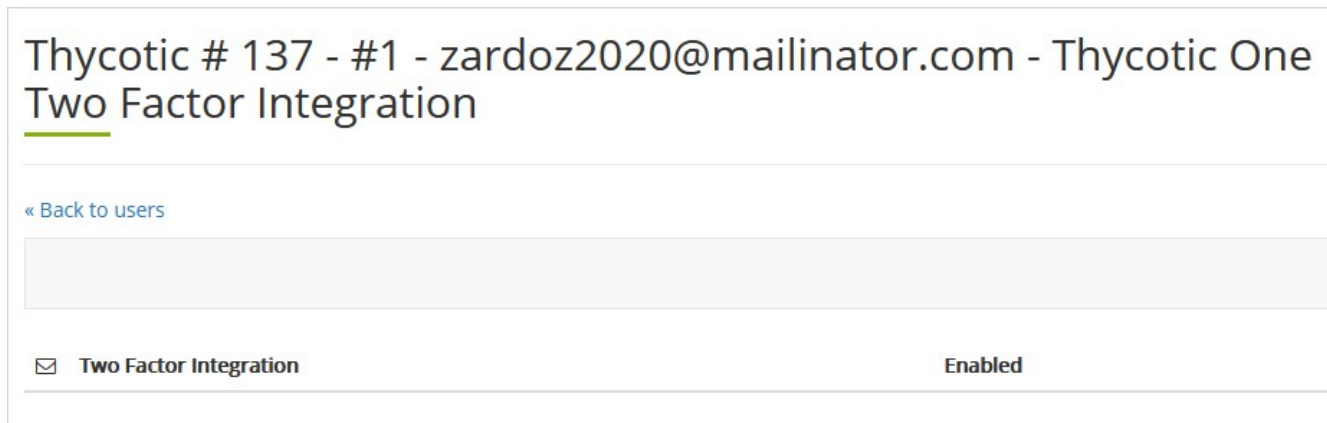 Thycotic # 137 - #1 - zardoz2020@mailinator.com - Thycotic One
Two Factor Integration
« Back to users
Two Factor Integration Enabled